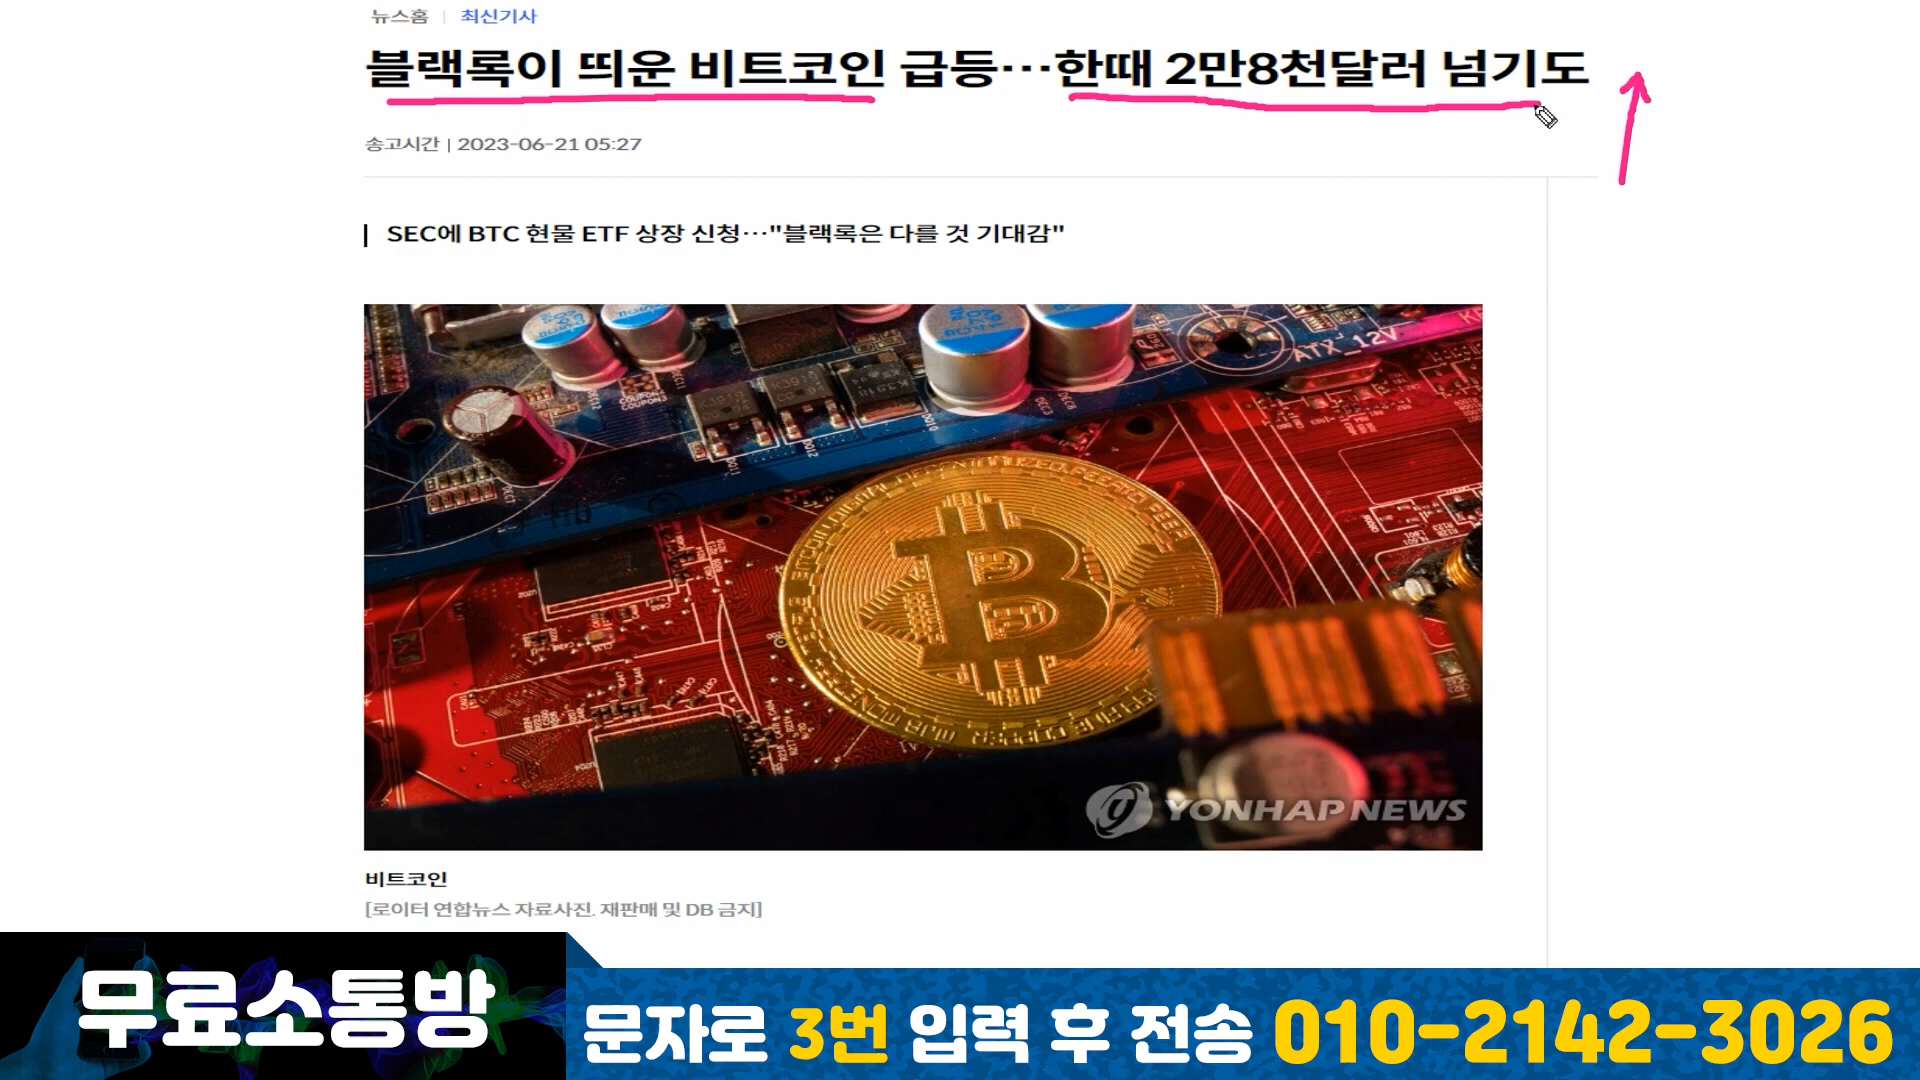 뉴스홈 | 최신기사
블랙록이 띄운 비트코인 급등…한때 2만8천달러 넘기도
송고시간 | 2023-06-21 05:27
SEC에 BTC 현물 ETF 상장 신청…"블랙록은 다를 것 기대감"
ATX_12V
YONHAP NEWS
비트코인
[로이터 연합뉴스 자료사진. 재판매 및 DB 금지]
무료소통방
문자로 3번 입력 후 전송 010-2142-3026